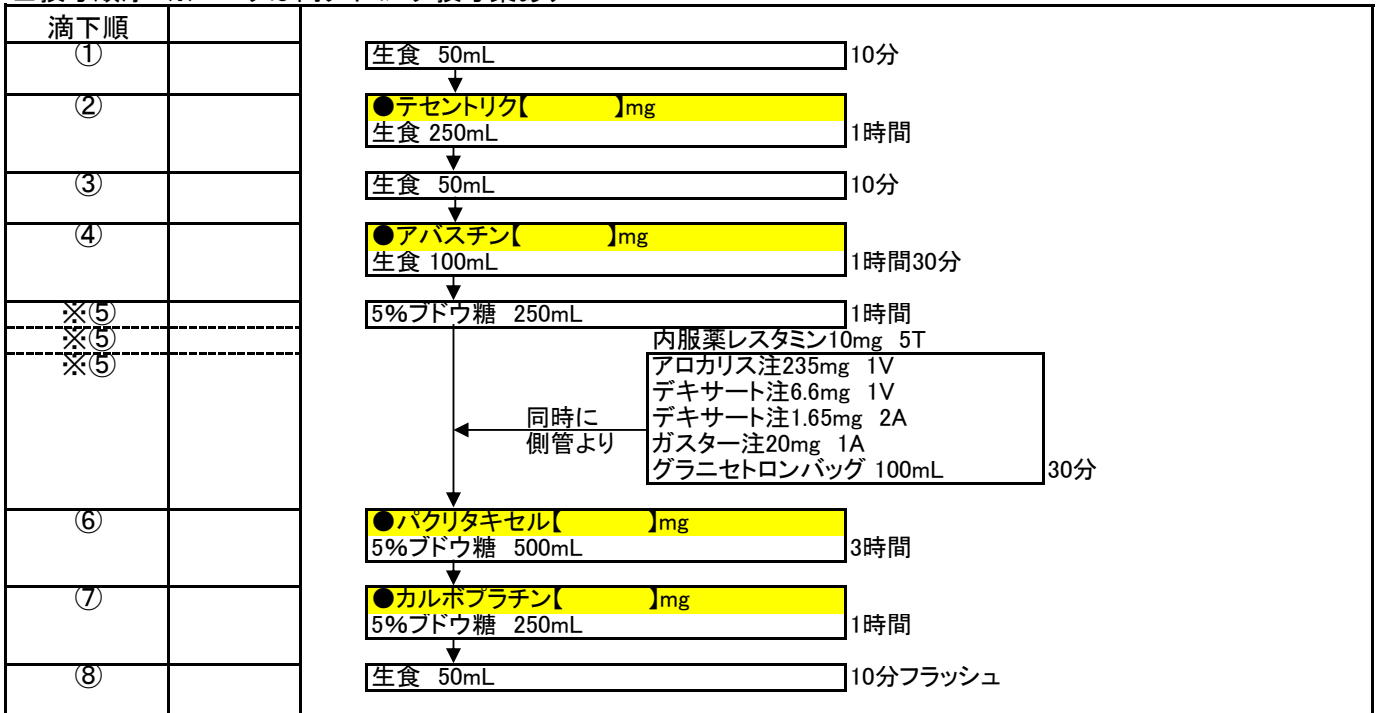 滴下順
① 生食 50mL 10分
② ●テセントリク【 】mg
生食 250mL 1時間
③ 生食 50mL 10分
④ ●アバスチン【 】mg
生食 100mL 1時間30分
※⑤ 5%ブドウ糖 250mL 1時間
※⑤ 内服薬レスタミン10mg 5T
※⑤ アロカリス注235mg 1V
デキサート注6.6mg 1V
同時に デキサート注1.65mg 2A
側管より ガスター注20mg 1A
グラニセトロンバッグ 100mL 30分
⑥ ●パクリタキセル【 】mg
5%ブドウ糖 500mL 3時間
⑦ ●カルボプラチン【 】mg
5%ブドウ糖 250mL 1時間
⑧ 生食 50mL 10分フラッシュ